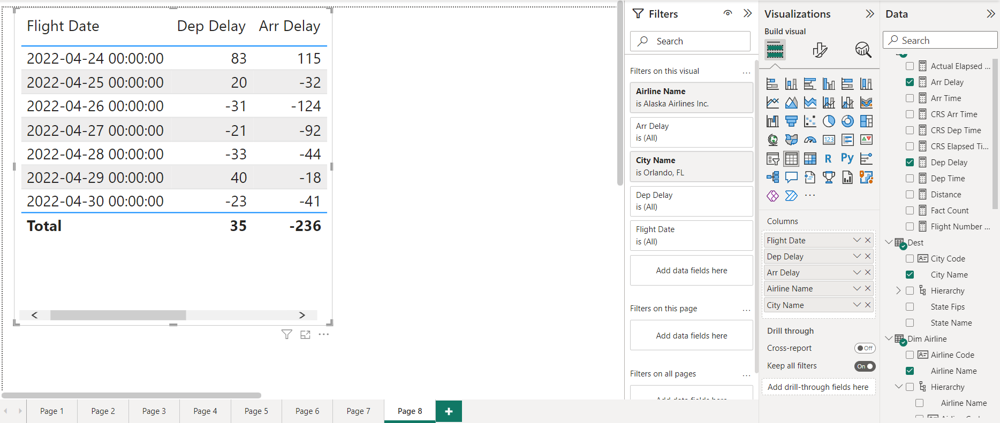 Flight Date Dep Delay Arr Delay
2022-04-24 00:00:00 83 115
2022-04-25 00:00:00 20 -32
2022-04-26 00:00:00 -31 -124
2022-04-27 00:00:00 -21 -92
2022-04-28 00:00:00 -33 -44
2022-04-29 00:00:00 40 -18
2022-04-30 00:00:00 -23 -41
Total 35 -236
Page 1 Page 2 Page 3 Page 4 Page 5 Page 6 Page 7 Page 8
Filters
Search
Filters on this visual
Airline Name
is Alaska Airlines Inc.
Arr Delay
is (All)
City Name
is Orlando, FL
Dep Delay
is (All)
Flight Date
is (All)
Add data fields here
Filters on this page
Add data fields here
Filters on all pages
Add data fields here
Visualizations
Build visual
123
R
Py
Columns
Flight Date
Dep Delay
Arr Delay
Airline Name
City Name
Drill through
Cross-report Off
Keep all filters On
Add drill-through fields here
Data
Search
Actual Elapsed ...
Arr Delay
Arr Time
CRS Arr Time
CRS Dep Time
CRS Elapsed Ti...
Dep Delay
Dep Time
Distance
Fact Count
Flight Number ...
Dest
City Code
City Name
Hierarchy
State Fips
State Name
Dim Airline
Airline Code
Airline Name
Hierarchy
Airline Name